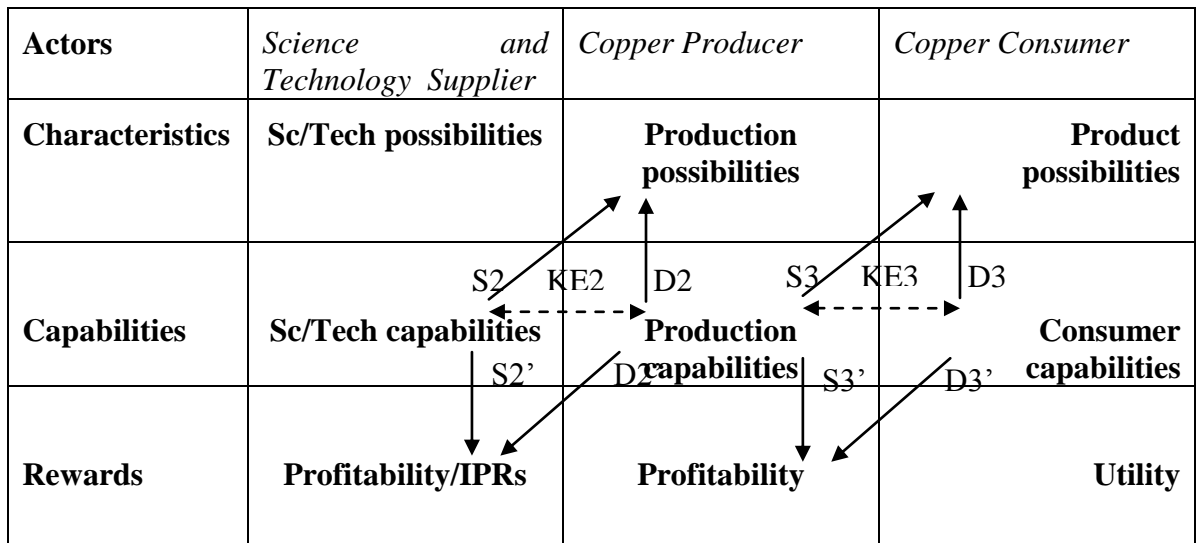 Actors
Science and
Technology Supplier
Copper Producer
Copper Consumer
Characteristics
Sc/Tech possibilities
Production
possibilities
Product
possibilities
S2
KE2
D2
S3
KE3
D3
Capabilities
Sc/Tech capabilities
Production
capabilities
Consumer
capabilities
S2’
D2’
S3’
D3’
Rewards
Profitability/IPRs
Profitability
Utility